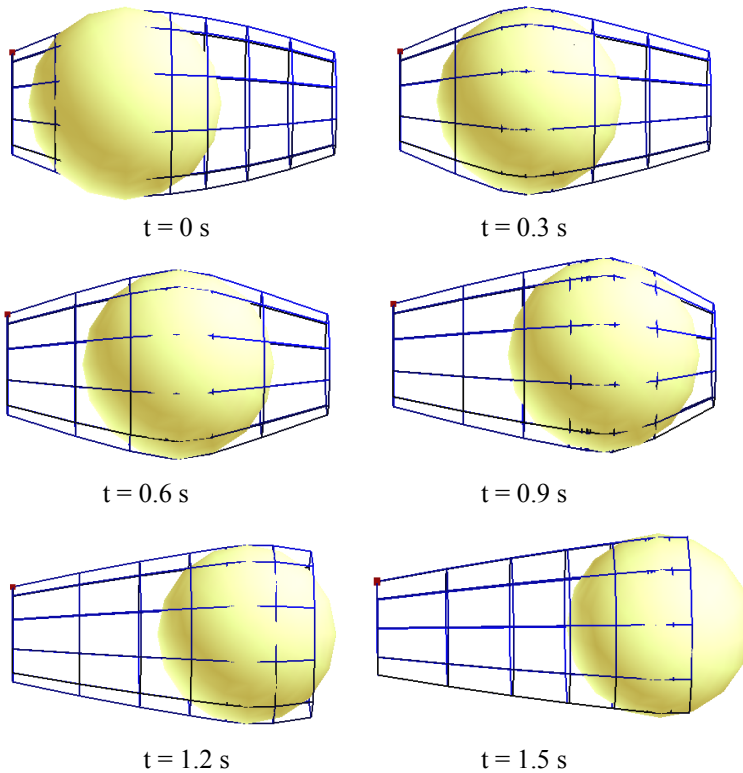 t = 0 s
t = 0.3 s
t = 0.6 s
t = 0.9 s
t = 1.2 s
t = 1.5 s